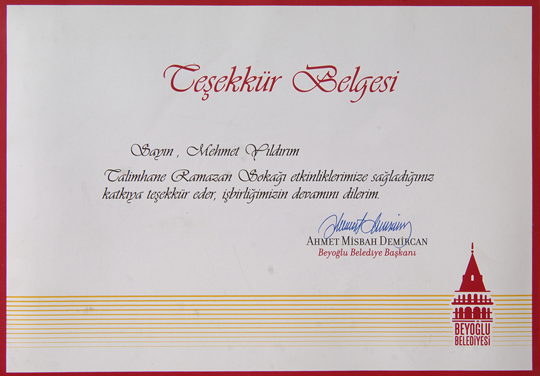 Teşekkür Belgesi
Sayın , Mehmet Yıldırım
Talimhane Ramazan Sokağı etkinliklerimize sağladığınız
katkıya teşekkür eder, işbirliğimizin devamını dilerim.
AHMET MİSBAH DEMİRCAN
Beyoğlu Belediye Başkanı
BEYOĞLU
BELEDİYESİ